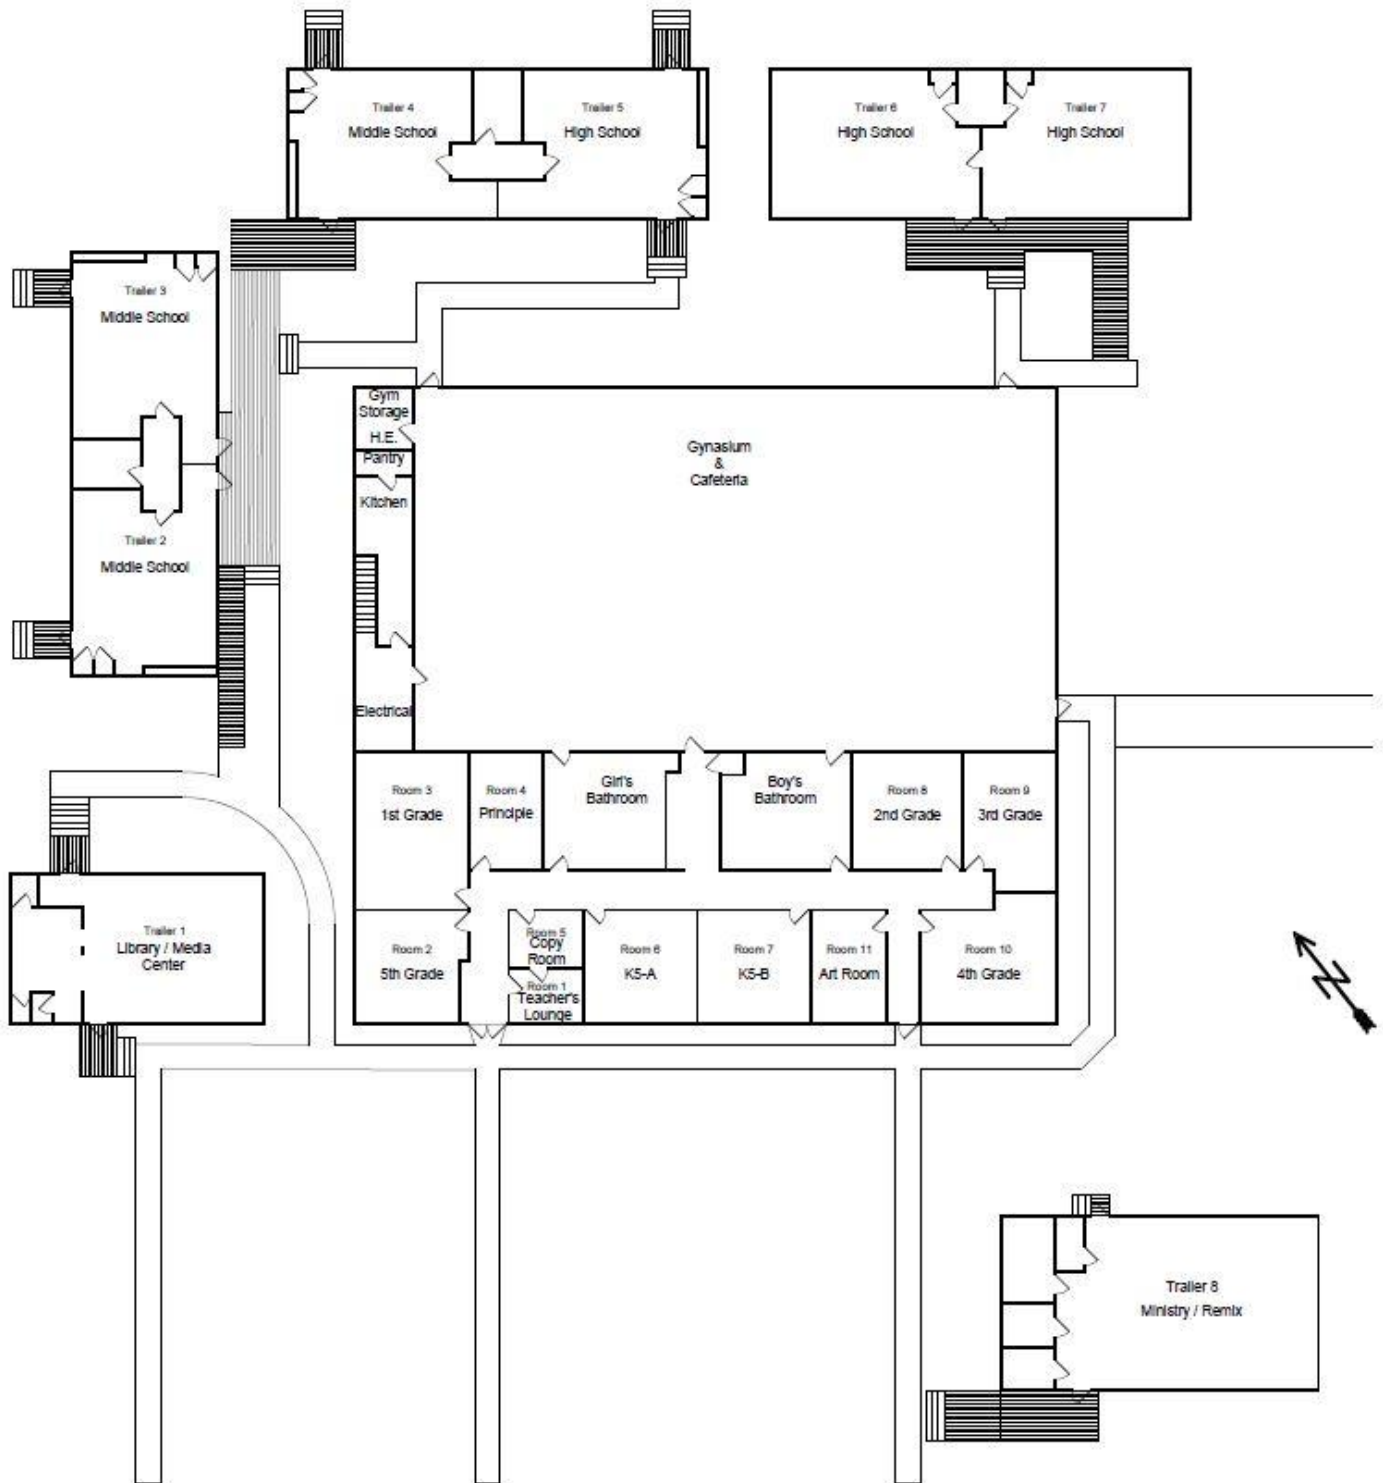 Trailer 4
Middle School
Trailer 5
High School
Trailer 6
High School
Trailer 7
High School
Trailer 3
Middle School
Trailer 2
Middle School
Gym
Storage
H.E.
Pantry
Kitchen
Electrical
Gynasium
&
Cafeteria
Room 3
1st Grade
Room 4
Principle
Girl's
Bathroom
Boy's
Bathroom
Room 8
2nd Grade
Room 9
3rd Grade
Trailer 1
Library / Media
Center
Room 2
5th Grade
Room 5
Copy
Room
Room 1
Teacher's
Lounge
Room 6
K5-A
Room 7
K5-B
Room 11
Art Room
Room 10
4th Grade
N
Trailer 8
Ministry / Remix